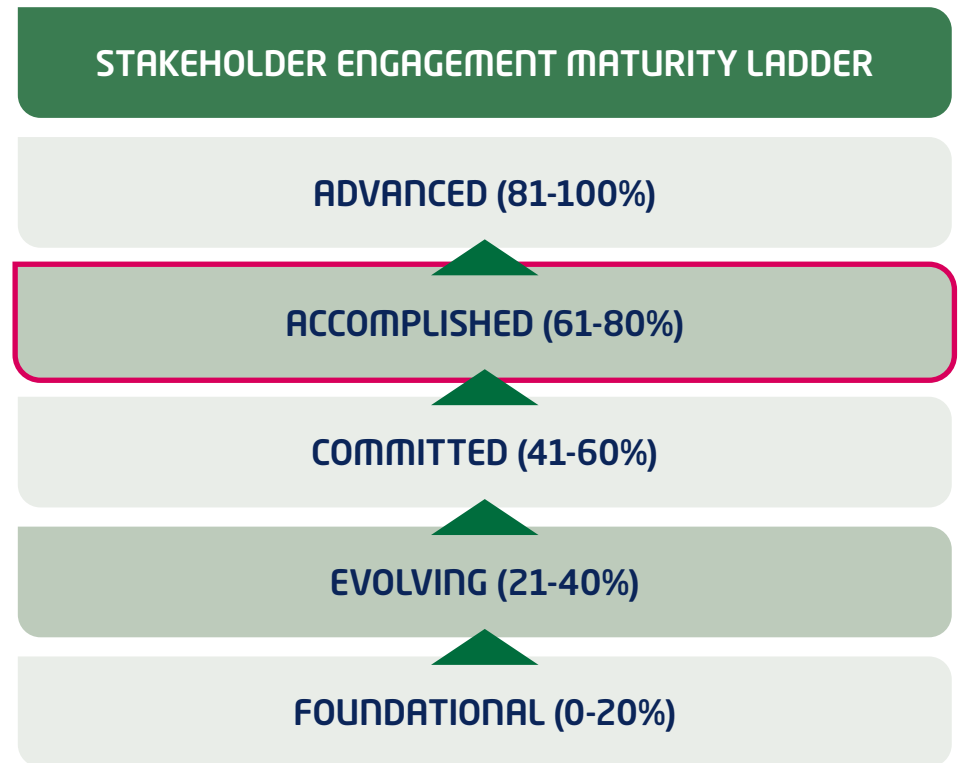 STAKEHOLDER ENGAGEMENT MATURITY LADDER
ADVANCED (81-100%)
ACCOMPLISHED (61-80%)
COMMITTED (41-60%)
EVOLVING (21-40%)
FOUNDATIONAL (0-20%)